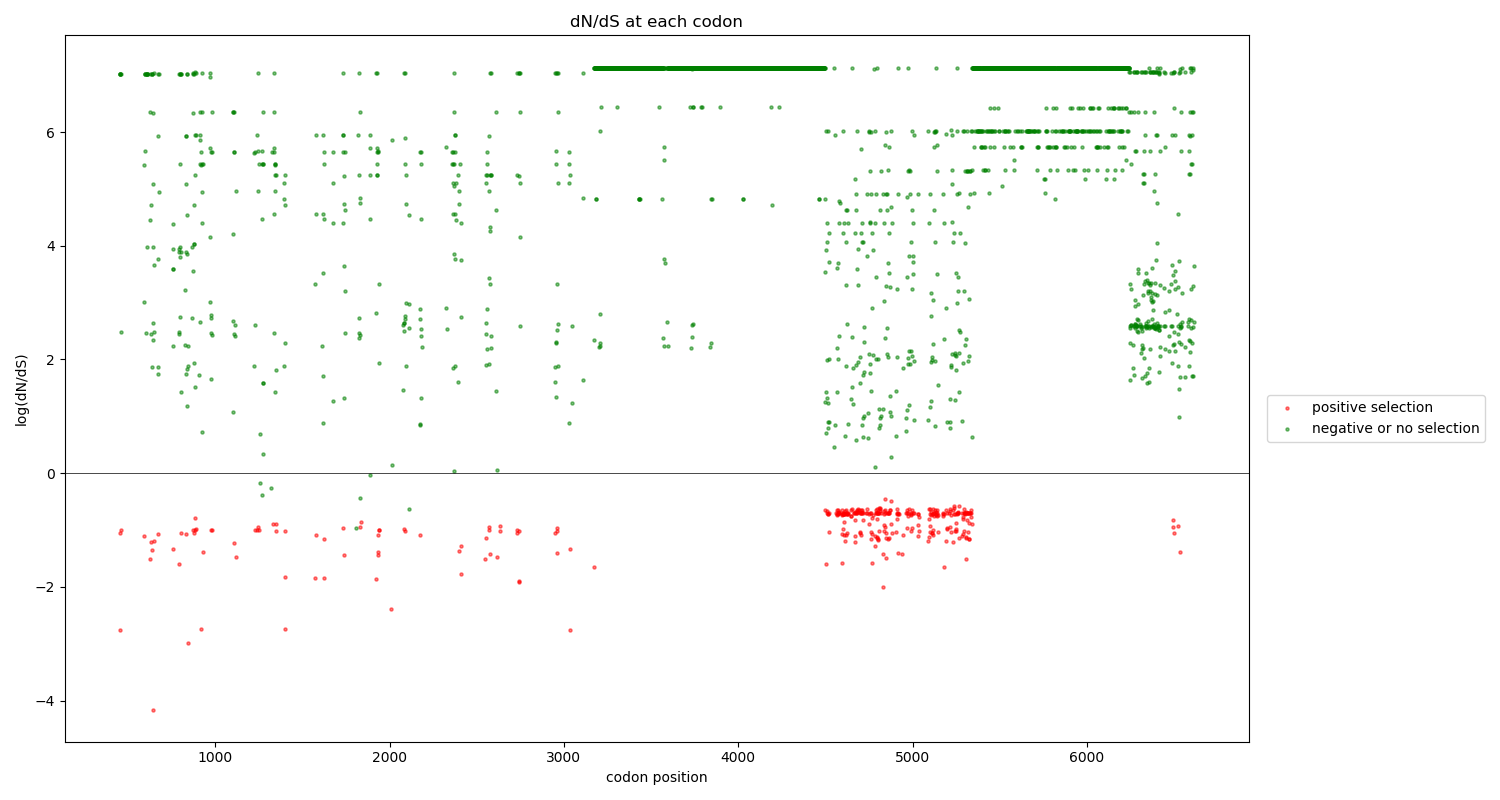 dN/dS at each codon
log(dN/dS)
6
4
2
0
−2
−4
1000 2000 3000 4000 5000 6000
codon position
positive selection
negative or no selection